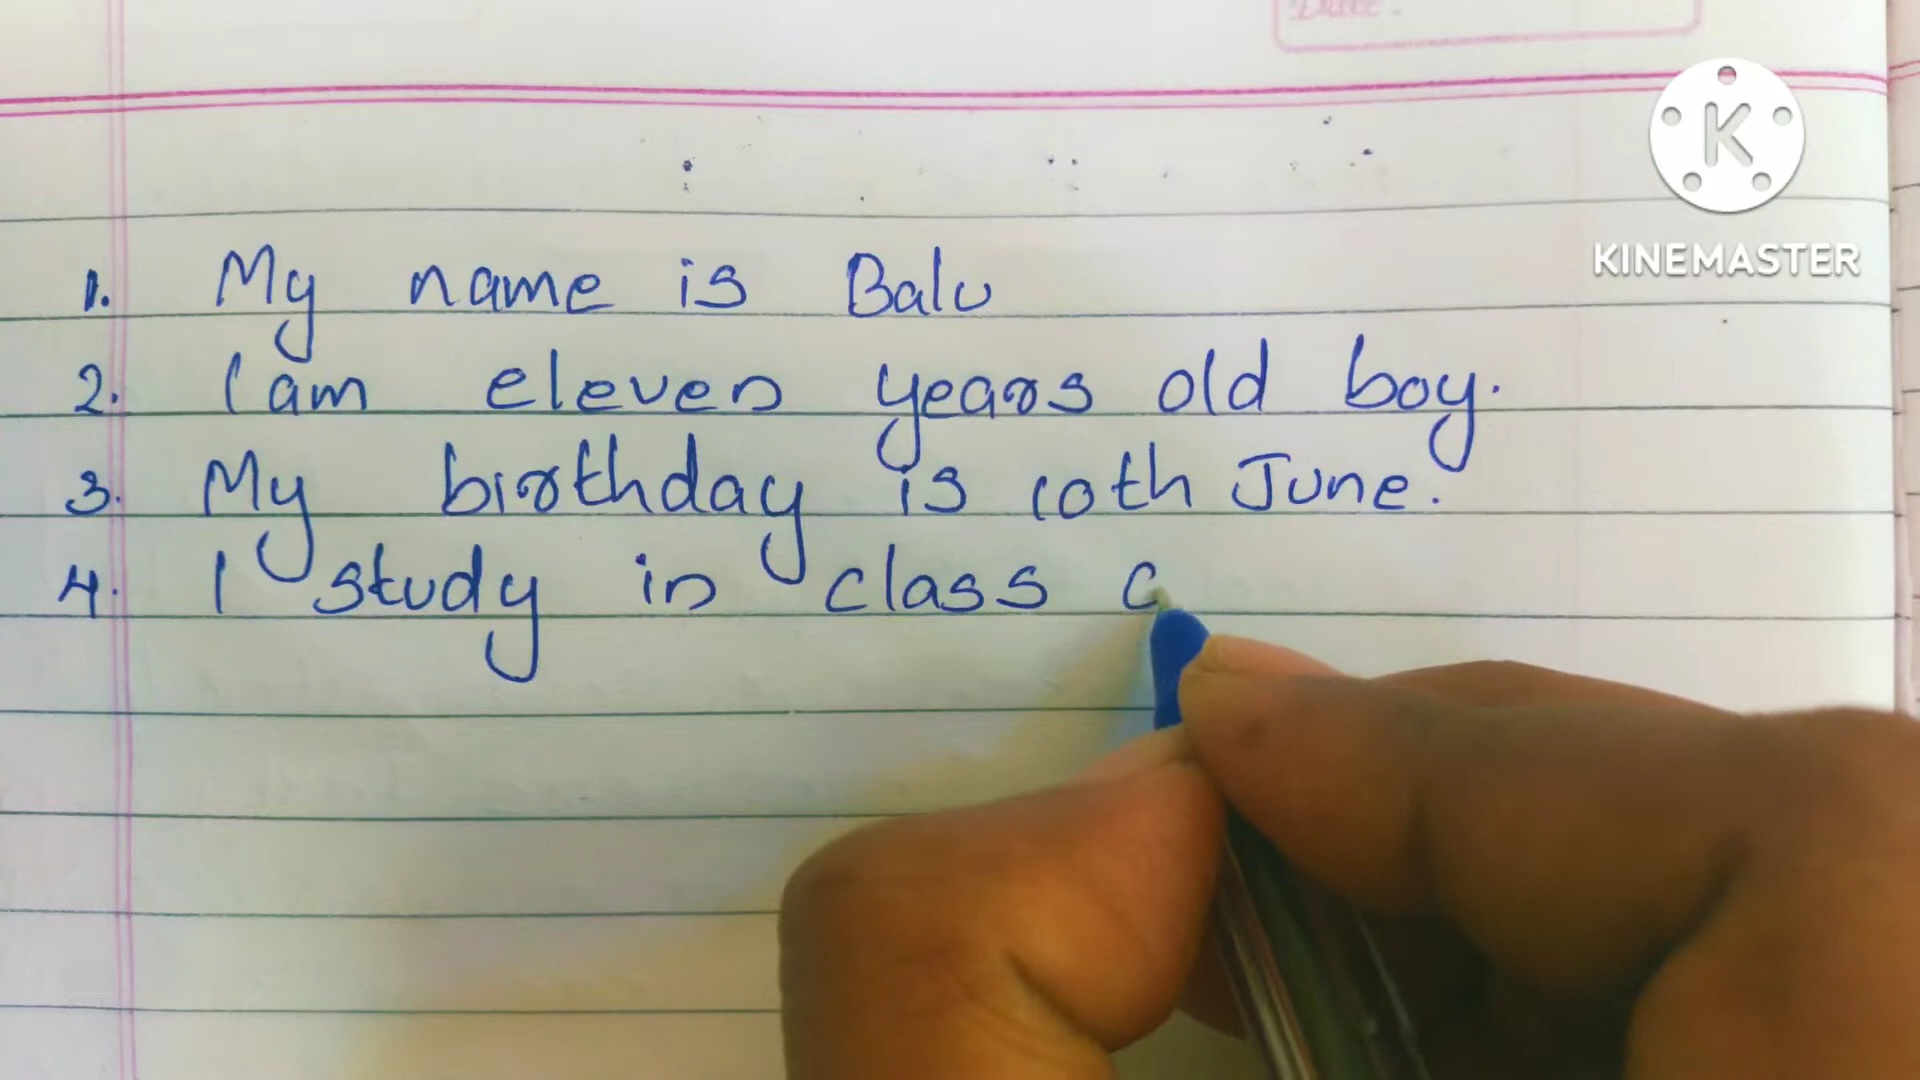 Date:
KINEMASTER
1. My name is Balu
2. I am eleven years old boy.
3. My birthday is 10th June.
4. I study in class